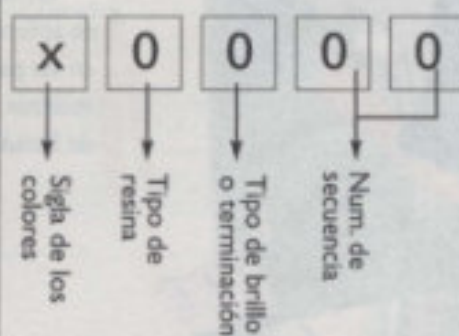 x 0 0 0 0
Sigla de los
colores
Tipo de
resina
Tipo de brillo
o terminación
Num. de
secuencia